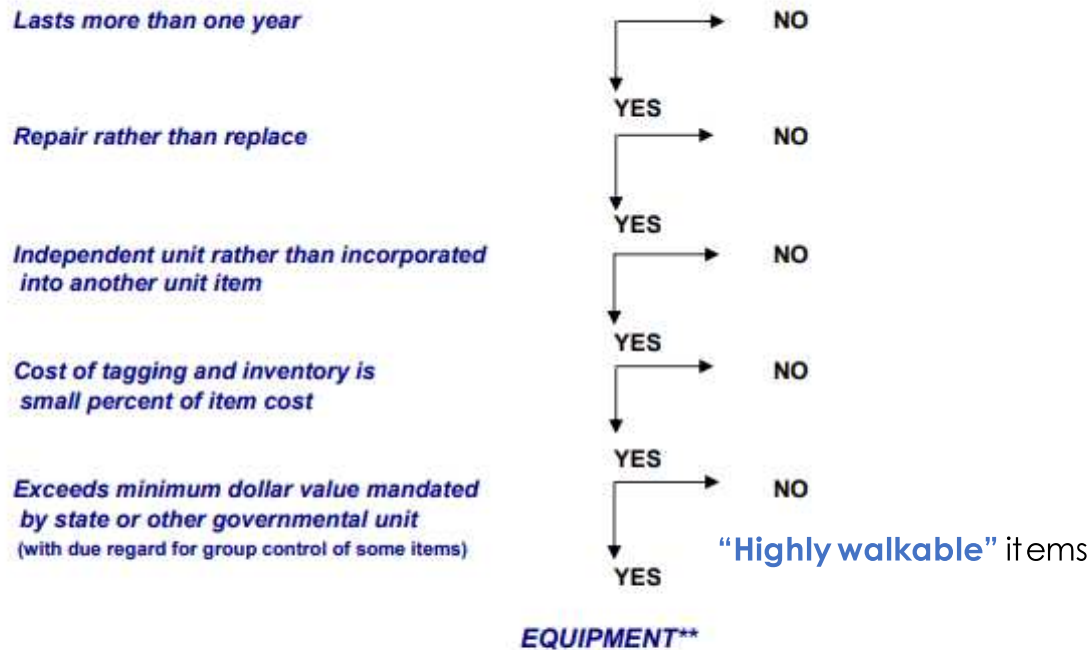 Lasts more than one year
NO
YES
Repair rather than replace
NO
YES
Independent unit rather than incorporated
into another unit item
NO
YES
Cost of tagging and inventory is
small percent of item cost
NO
YES
Exceeds minimum dollar value mandated
by state or other governmental unit
(with due regard for group control of some items)
NO
“Highly walkable” items
YES
EQUIPMENT**